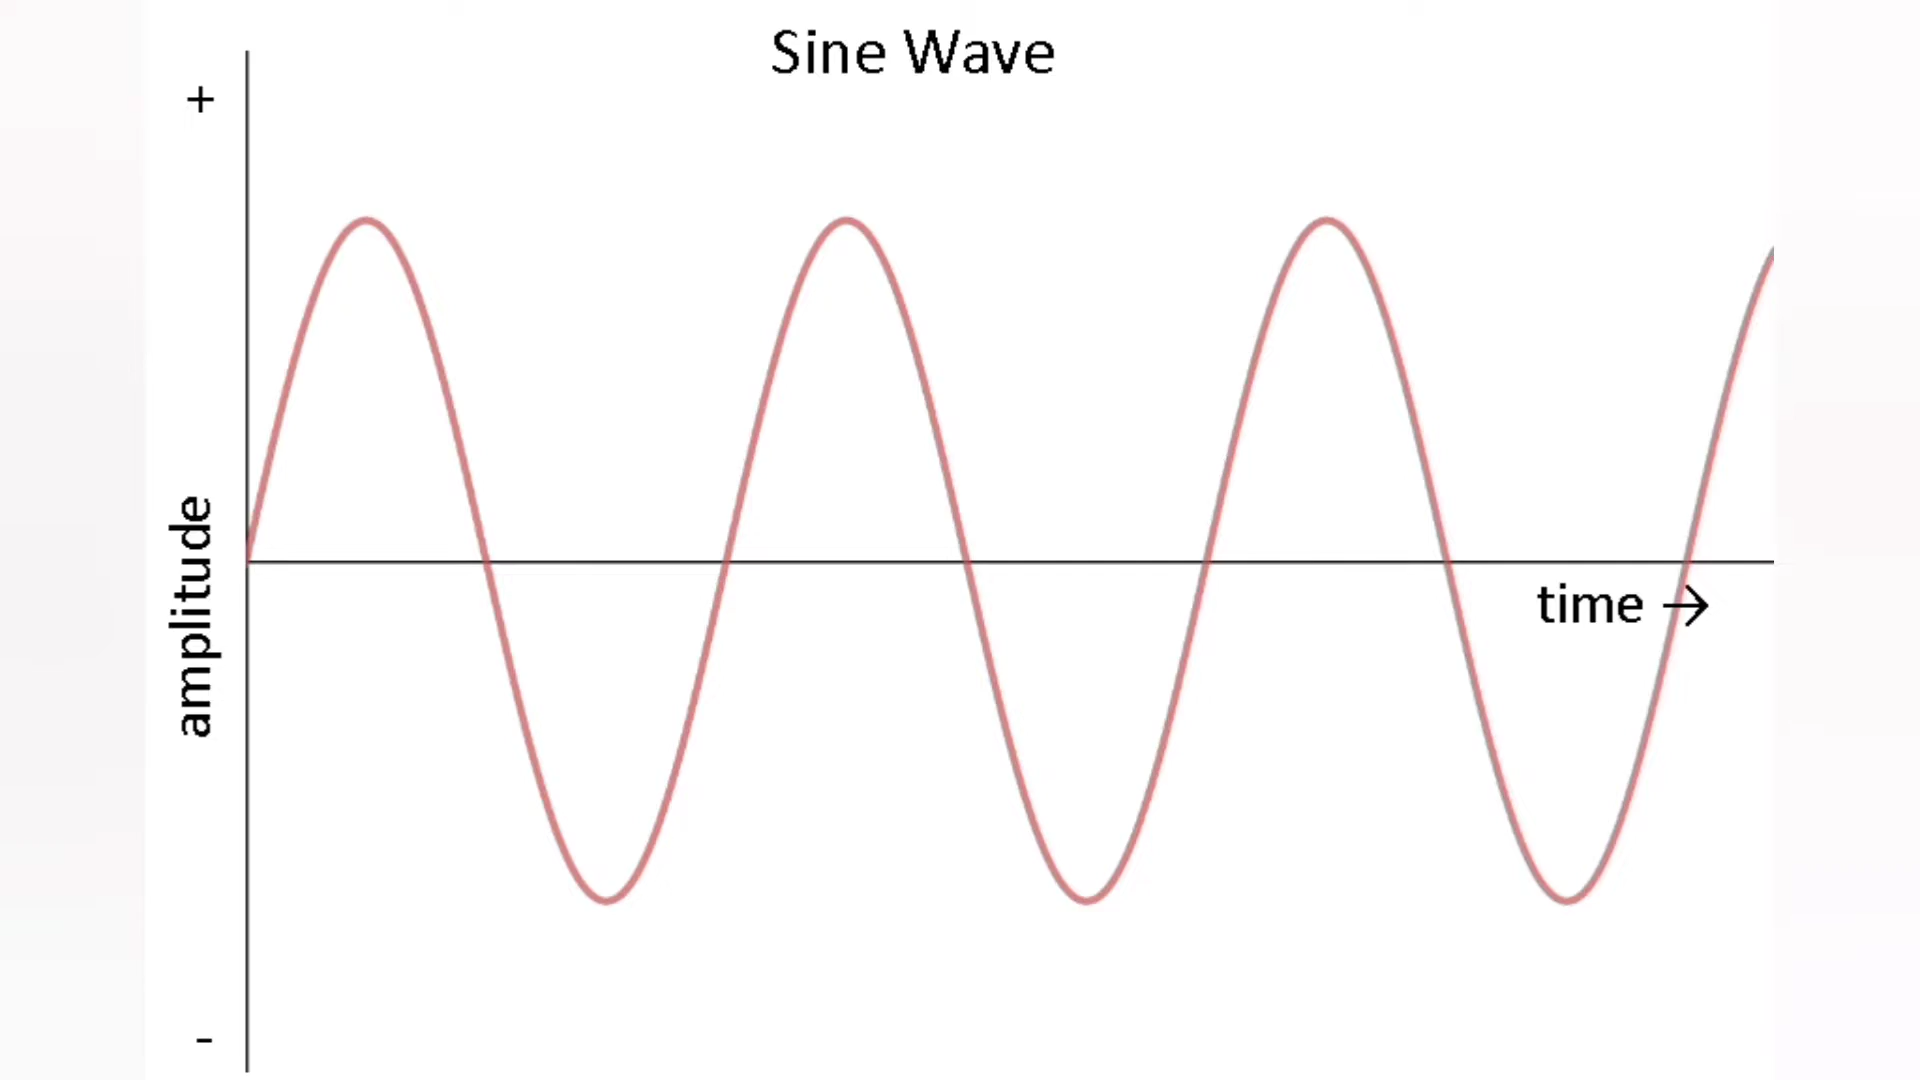 Sine Wave
+
amplitude
time →
-